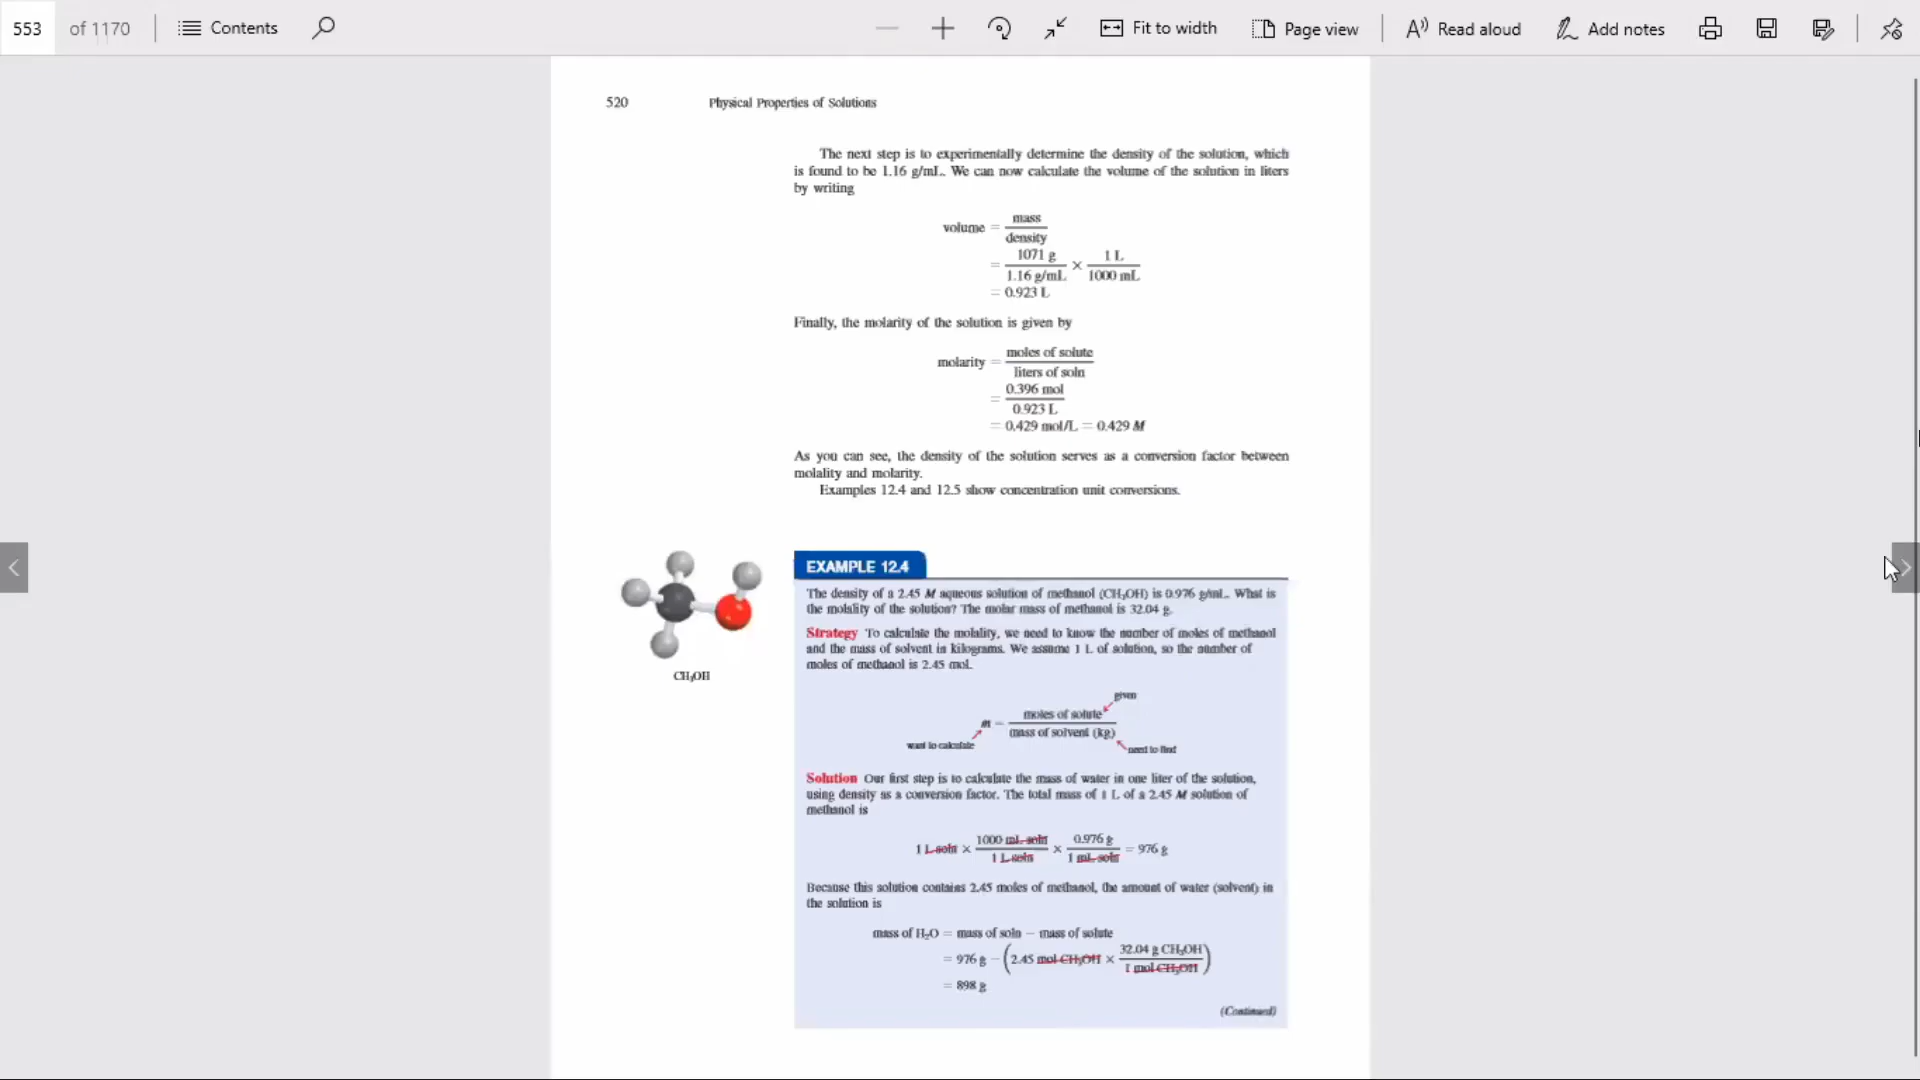 553 of 1170 Contents Fit to width Page view Read aloud Add notes
520 Physical Properties of Solutions
The next step is to experimentally determine the density of the solution, which
is found to be 1.16 g/mL. We can now calculate the volume of the solution in liters
by writing
volume = mass / density
= 1071 g / 1.16 g/mL × 1 L / 1000 mL
= 0.923 L
Finally, the molarity of the solution is given by
molarity = moles of solute / liters of soln
= 0.396 mol / 0.923 L
= 0.429 mol/L = 0.429 M
As you can see, the density of the solution serves as a conversion factor between
molality and molarity.
Examples 12.4 and 12.5 show concentration unit conversions.
CH₃OH
EXAMPLE 12.4
The density of a 2.45 M aqueous solution of methanol (CH₃OH) is 0.976 g/mL. What is
the molality of the solution? The molar mass of methanol is 32.04 g.
Strategy To calculate the molality, we need to know the number of moles of methanol
and the mass of solvent in kilograms. We assume 1 L of solution, so the number of
moles of methanol is 2.45 mol.
given
m = moles of solute / mass of solvent (kg)
want to calculate need to find
Solution Our first step is to calculate the mass of water in one liter of the solution,
using density as a conversion factor. The total mass of 1 L of a 2.45 M solution of
methanol is
1 L soln × 1000 mL soln / 1 L soln × 0.976 g / 1 mL soln = 976 g
Because this solution contains 2.45 moles of methanol, the amount of water (solvent) in
the solution is
mass of H₂O = mass of soln − mass of solute
= 976 g − (2.45 mol CH₃OH × 32.04 g CH₃OH / 1 mol CH₃OH)
= 898 g
(Continued)